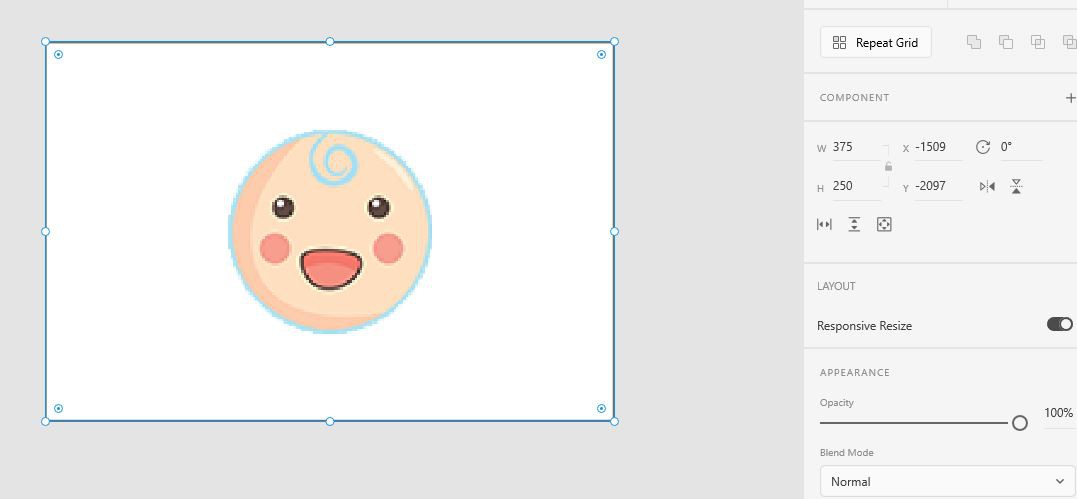 Repeat Grid
COMPONENT
W 375 X -1509 0°
H 250 Y -2097
LAYOUT
Responsive Resize
APPEARANCE
Opacity
100%
Blend Mode
Normal